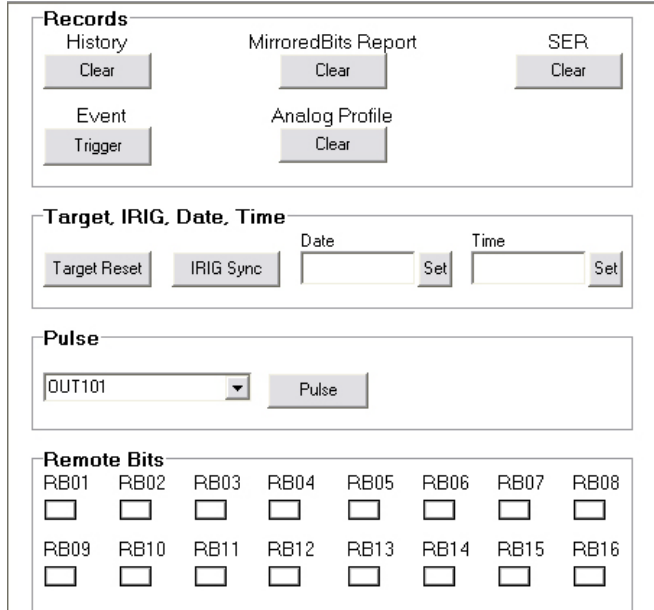 Records
History MirroredBits Report SER
Clear Clear Clear
Event Analog Profile
Trigger Clear
Target, IRIG, Date, Time
Date Time
Target Reset IRIG Sync Set Set
Pulse
OUT101 Pulse
Remote Bits
RB01 RB02 RB03 RB04 RB05 RB06 RB07 RB08
RB09 RB10 RB11 RB12 RB13 RB14 RB15 RB16